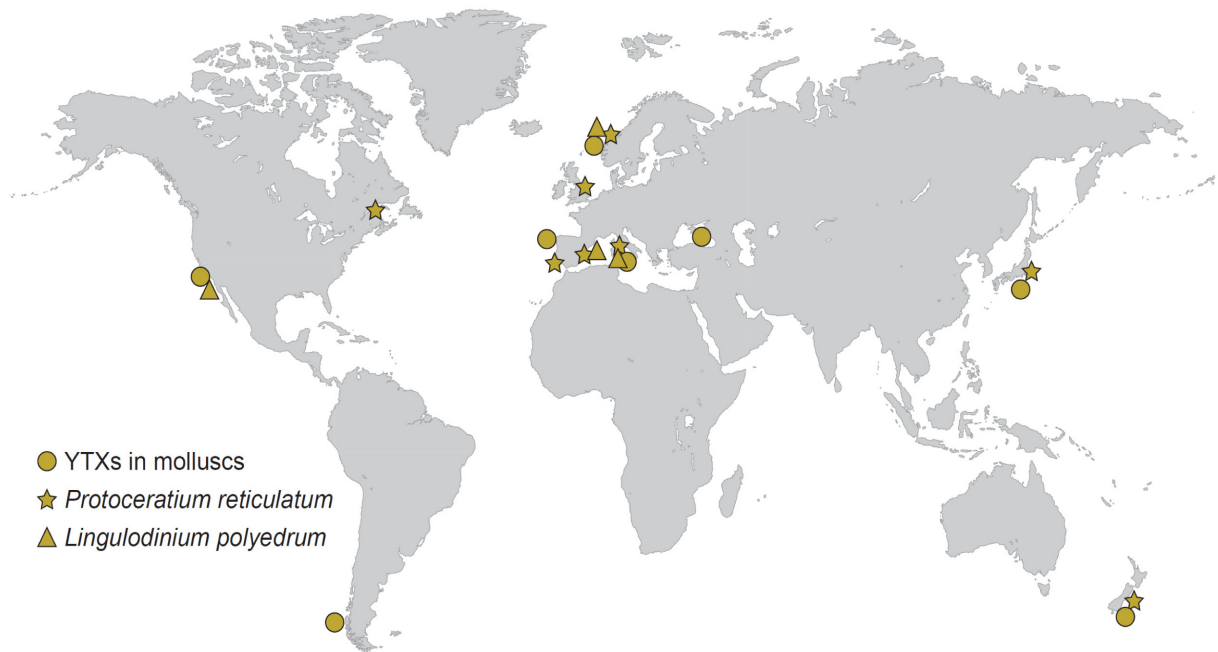 YTXs in molluscs
Protoceratium reticulatum
Lingulodinium polyedrum